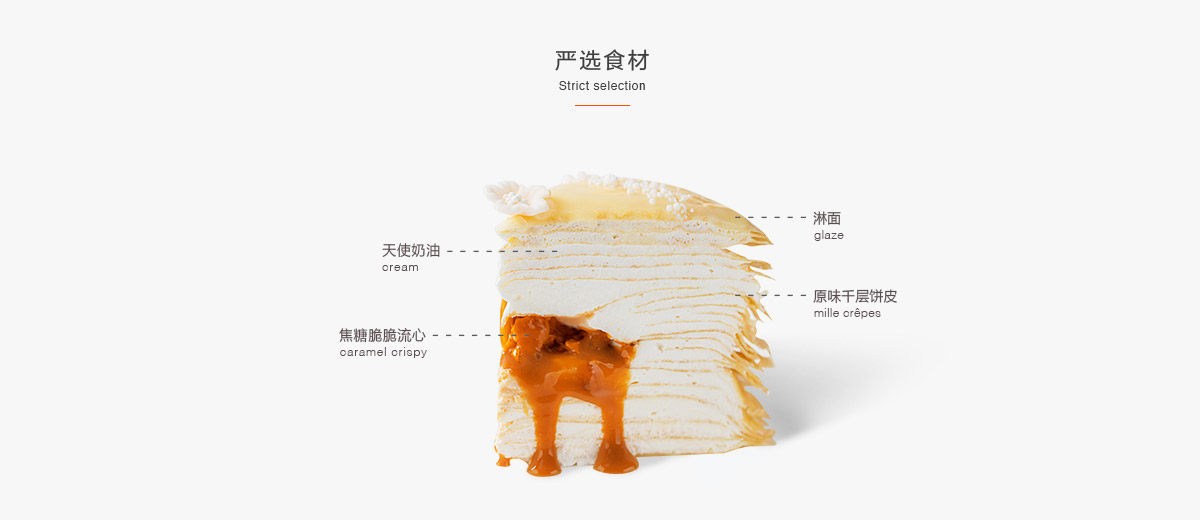 严选食材
Strict selection
淋面
glaze
天使奶油
cream
原味千层饼皮
mille crêpes
焦糖脆脆流心
caramel crispy